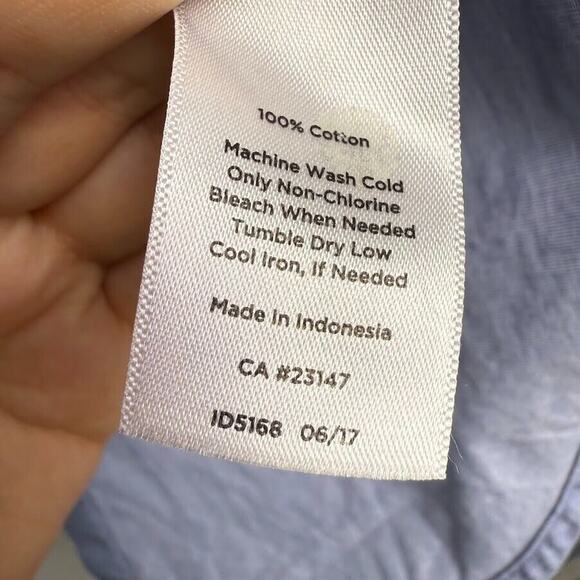 100% Cotton
Machine Wash Cold
Only Non-Chlorine
Bleach When Needed
Tumble Dry Low
Cool Iron, If Needed
Made In Indonesia
CA #23147
ID5168 06/17